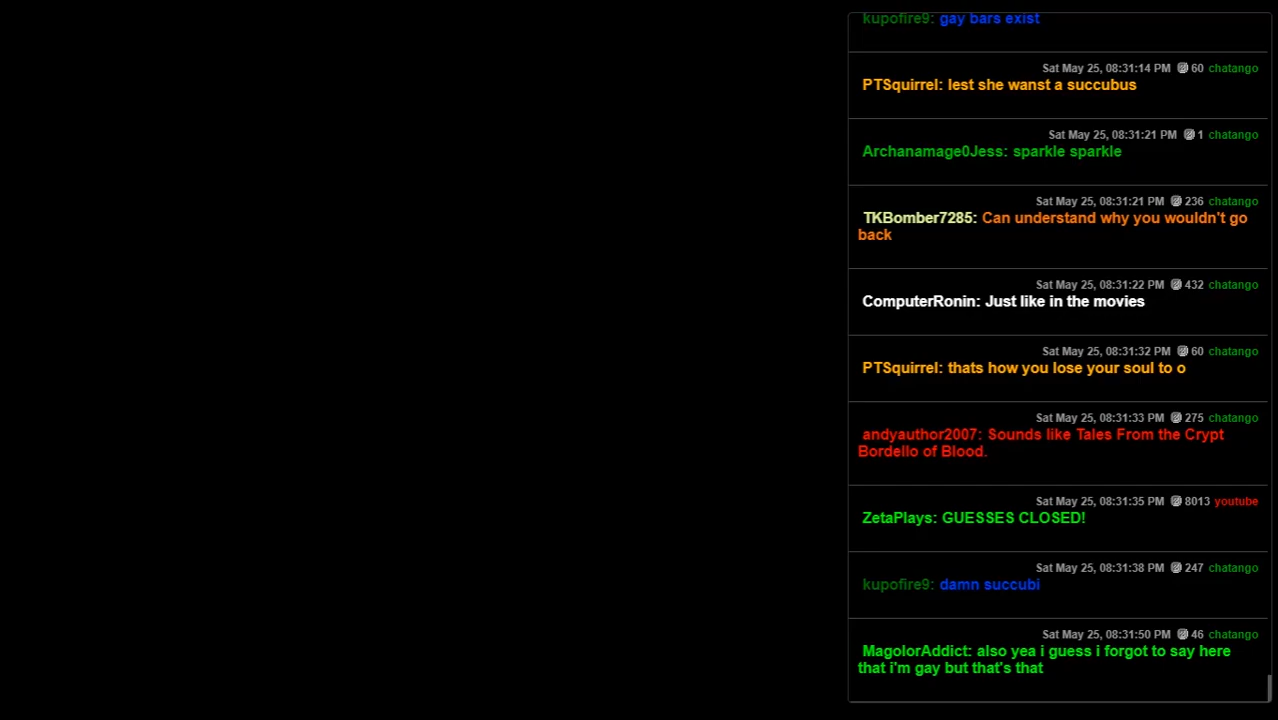 kupofire9: gay bars exist
Sat May 25, 08:31:14 PM 60 chatango
PTSquirrel: lest she wanst a succubus
Sat May 25, 08:31:21 PM 1 chatango
Archanamage0Jess: sparkle sparkle
Sat May 25, 08:31:21 PM 236 chatango
TKBomber7285: Can understand why you wouldn't go
back
Sat May 25, 08:31:22 PM 432 chatango
ComputerRonin: Just like in the movies
Sat May 25, 08:31:32 PM 60 chatango
PTSquirrel: thats how you lose your soul to o
Sat May 25, 08:31:33 PM 275 chatango
andyauthor2007: Sounds like Tales From the Crypt
Bordello of Blood.
Sat May 25, 08:31:35 PM 8013 youtube
ZetaPlays: GUESSES CLOSED!
Sat May 25, 08:31:38 PM 247 chatango
kupofire9: damn succubi
Sat May 25, 08:31:50 PM 46 chatango
MagolorAddict: also yea i guess i forgot to say here
that i'm gay but that's that